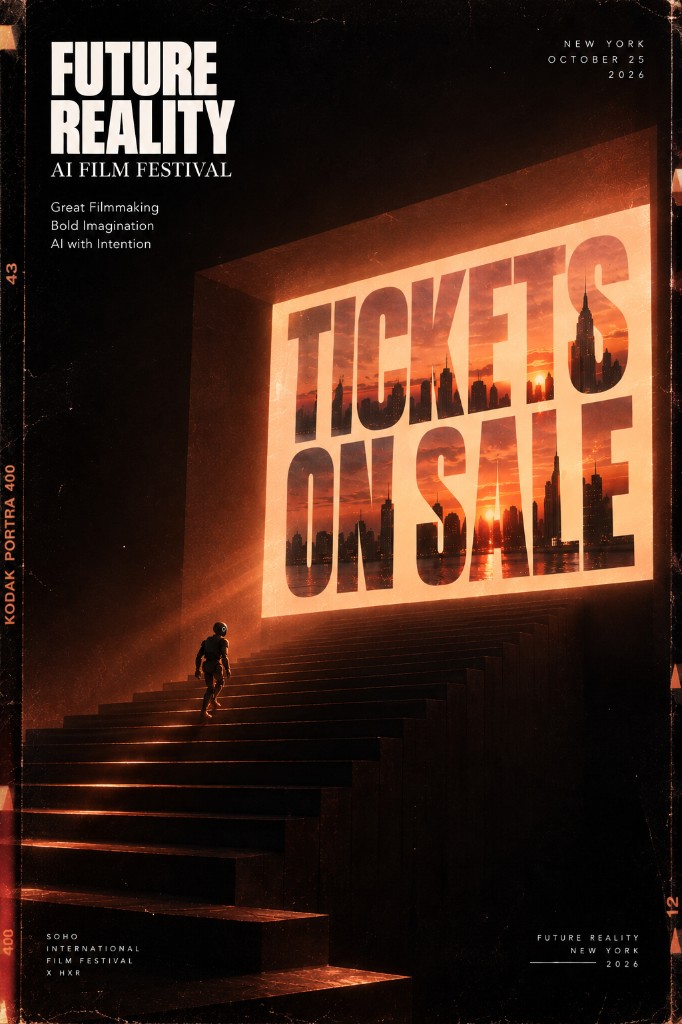 FUTURE
REALITY
AI FILM FESTIVAL
Great Filmmaking
Bold Imagination
AI with Intention
NEW YORK
OCTOBER 25
2026
TICKETS
ON SALE
43
KODAK PORTRA 400
400
12
SOHO
INTERNATIONAL
FILM FESTIVAL
X HXR
FUTURE REALITY
NEW YORK
2026